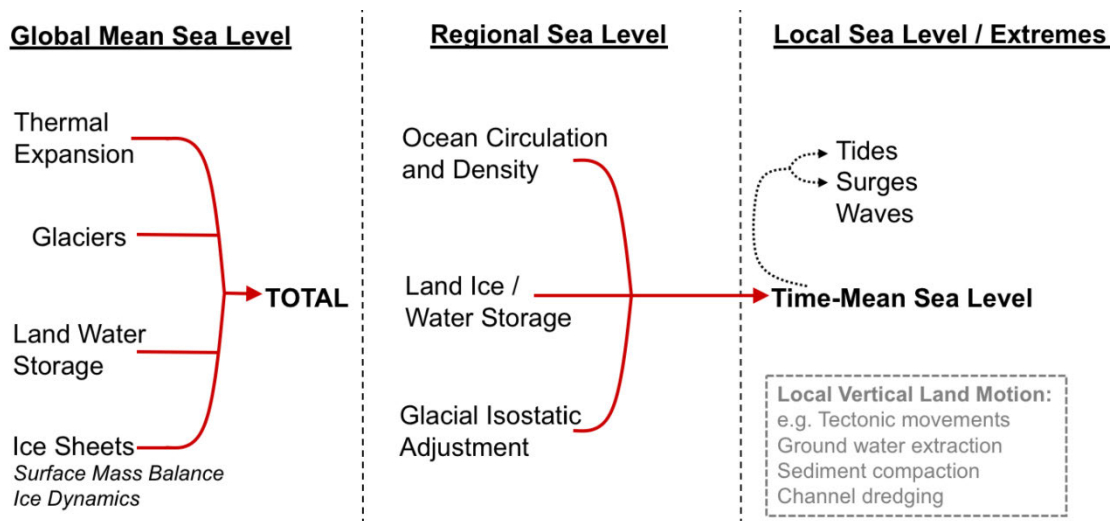 Global Mean Sea Level
Thermal
Expansion
Glaciers
Land Water
Storage
Ice Sheets
Surface Mass Balance
Ice Dynamics
TOTAL
Regional Sea Level
Ocean Circulation
and Density
Land Ice /
Water Storage
Glacial Isostatic
Adjustment
Local Sea Level / Extremes
Tides
Surges
Waves
Time-Mean Sea Level
Local Vertical Land Motion:
e.g. Tectonic movements
Ground water extraction
Sediment compaction
Channel dredging